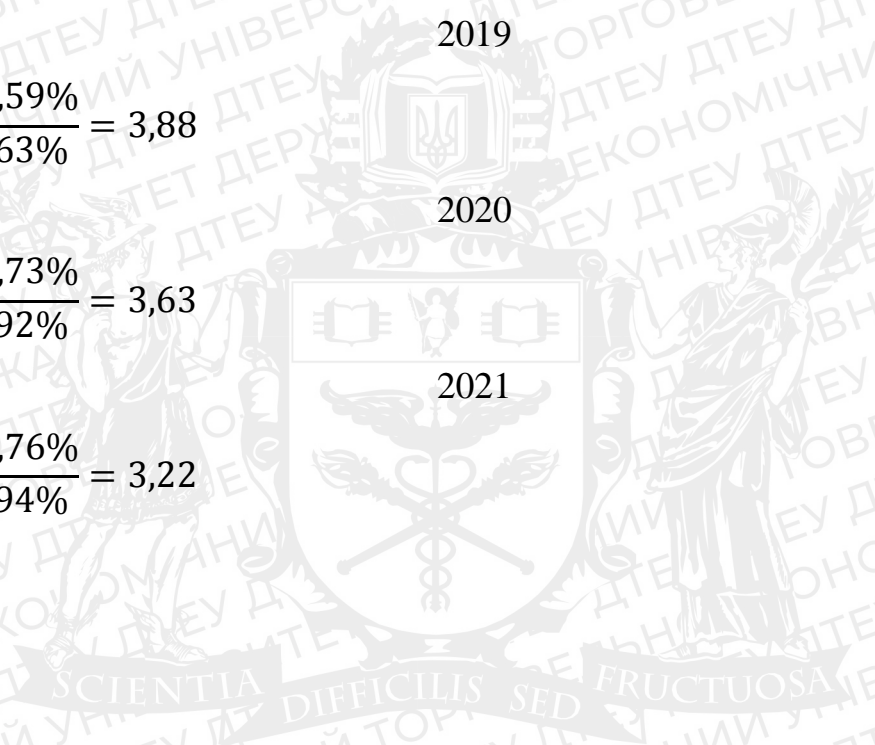 2019
,59%
63% = 3,88
2020
,73%
92% = 3,63
2021
,76%
94% = 3,22
SCIENTIA DIFFICILIS SED FRUCTUOSA